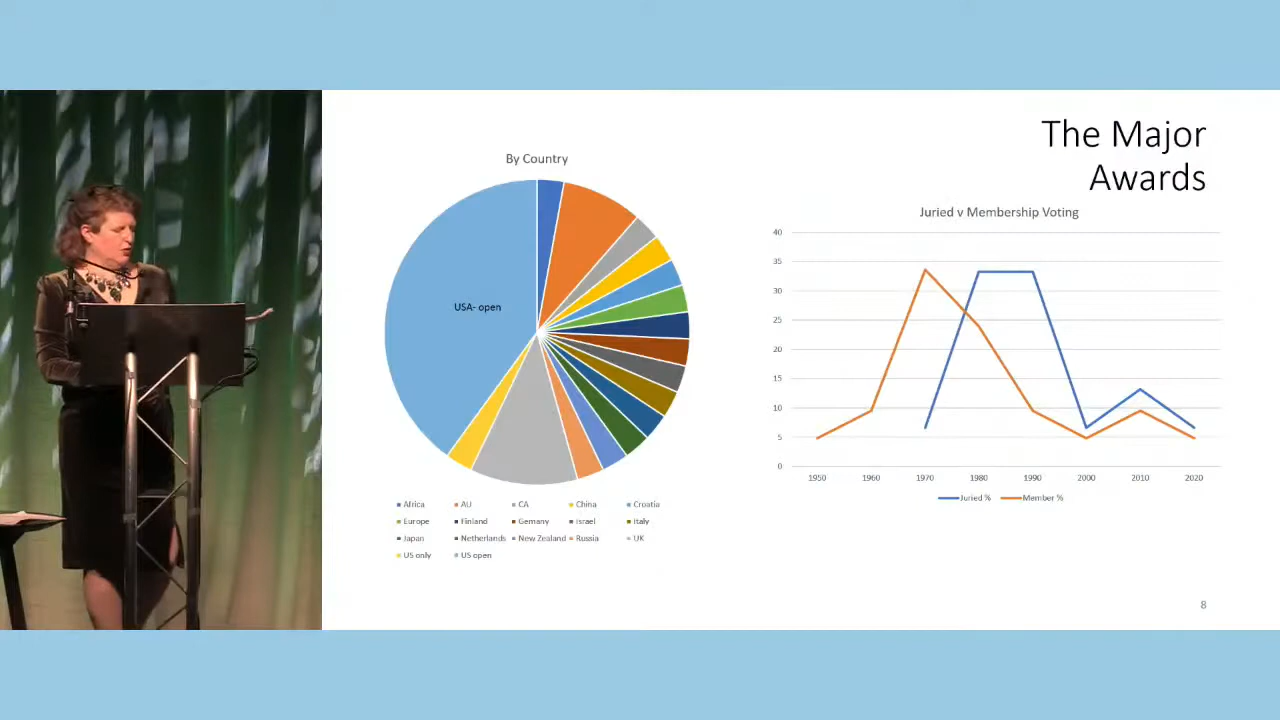 The Major
Awards
By Country
USA- open
Africa AU CA China Croatia
Europe Finland Germany Israel Italy
Japan Netherlands New Zealand Russia UK
US only US open
Juried v Membership Voting
40
35
30
25
20
15
10
5
0
1950 1960 1970 1980 1990 2000 2010 2020
Juried % Member %
8